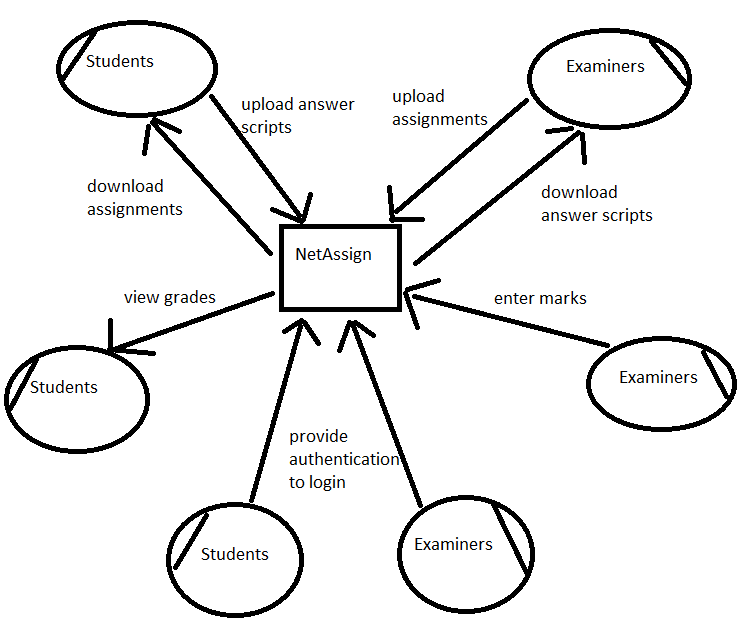 Students
Examiners
upload answer
scripts
upload
assignments
download
assignments
download
answer scripts
NetAssign
view grades
enter marks
Students
Examiners
provide
authentication
to login
Students
Examiners